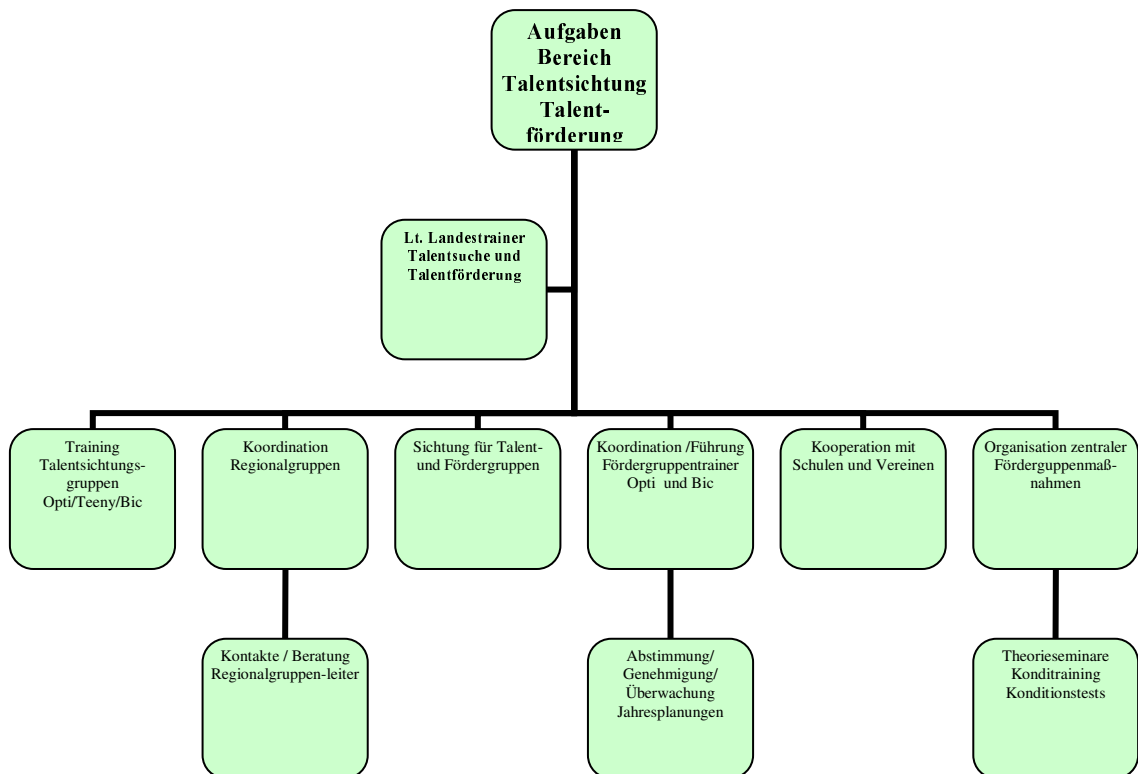 Aufgaben
Bereich
Talentsichtung
Talent-
förderung
Lt. Landestrainer
Talentsuche und
Talentförderung
Training
Talentsichtungs-
gruppen
Opti/Teeny/Bic
Koordination
Regionalgruppen
Sichtung für Talent-
und Fördergruppen
Koordination /Führung
Fördergruppentrainer
Opti und Bic
Kooperation mit
Schulen und Vereinen
Organisation zentraler
Förderguppenmaß-
nahmen
Kontakte / Beratung
Regionalgruppen-leiter
Abstimmung/
Genehmigung/
Überwachung
Jahresplanungen
Theorieseminare
Konditraining
Konditionstests